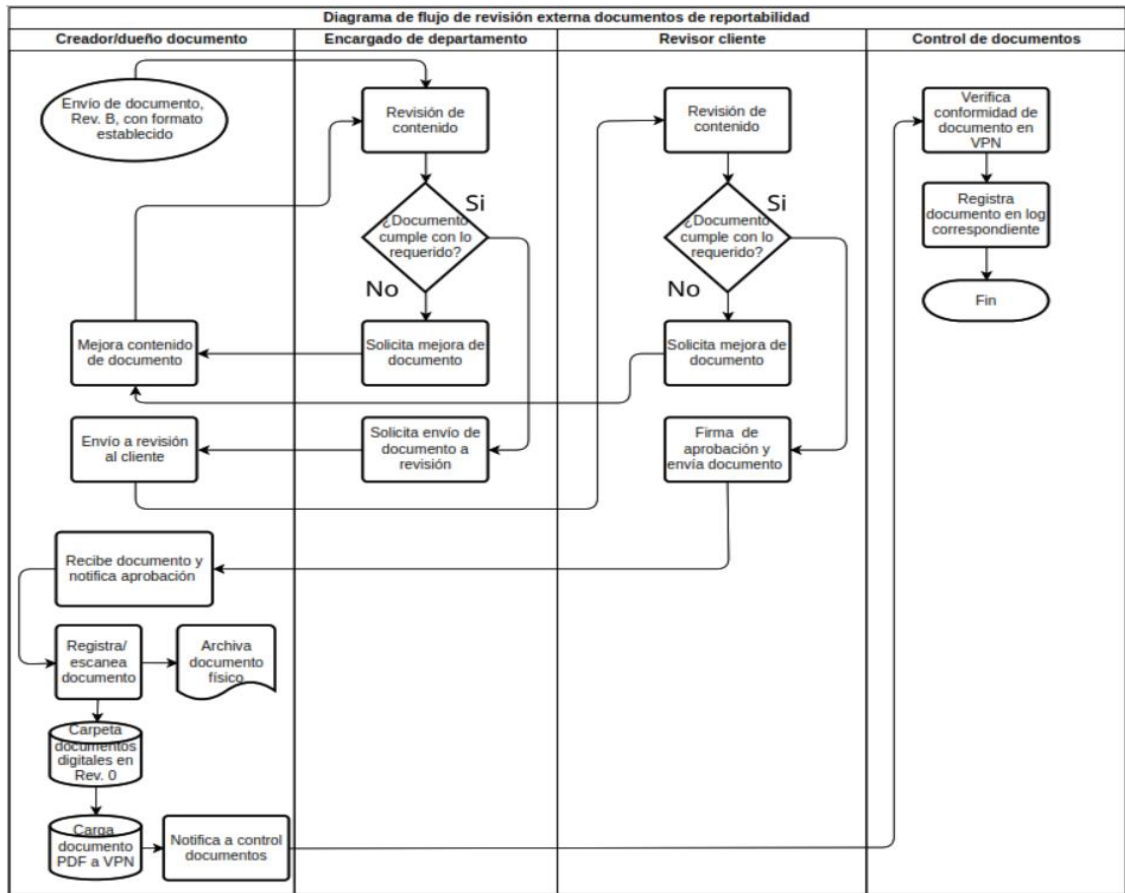 Diagrama de flujo de revisión externa documentos de reportabilidad
Creador/dueño documento
Encargado de departamento
Revisor cliente
Control de documentos
Envío de documento,
Rev. B, con formato
establecido
Revisión de
contenido
Revisión de
contenido
Verifica
conformidad de
documento en
VPN
Registra
documento en log
correspondiente
Fin
Si
¿Documento
cumple con lo
requerido?
No
Si
¿Documento
cumple con lo
requerido?
No
Mejora contenido
de documento
Solicita mejora de
documento
Solicita mejora de
documento
Envío a revisión
al cliente
Solicita envío de
documento a
revisión
Firma de
aprobación y
envía documento
Recibe documento y
notifica aprobación
Registra/
escanea
documento
Archiva
documento
físico
Carpeta
documentos
digitales en
Rev. 0
Carga
documento
PDF a VPN
Notifica a control
documentos